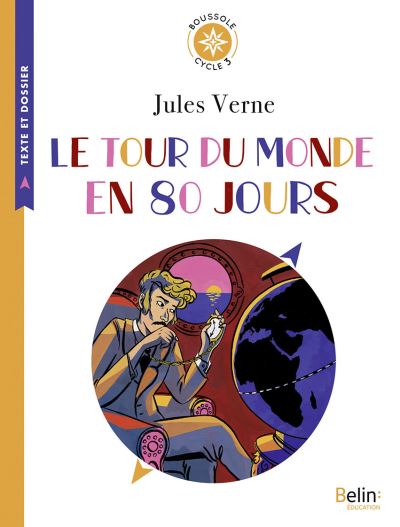 BOUSSOLE
CYCLE 3
TEXTE ET DOSSIER
Jules Verne
LE TOUR DU MONDE
EN 80 JOURS
Belin:
ÉDUCATION